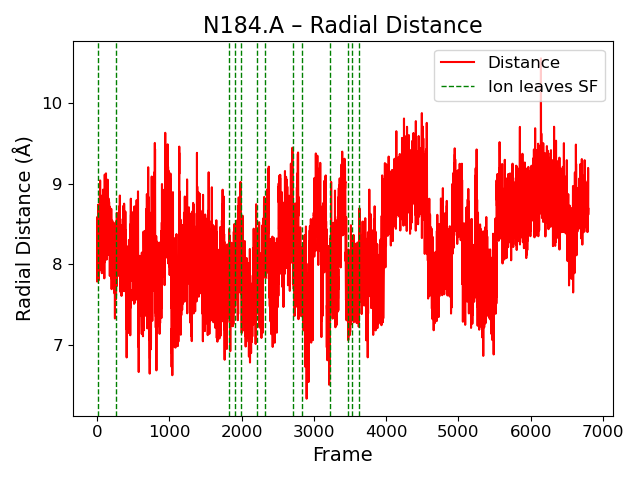 N184.A – Radial Distance
Distance
Ion leaves SF
Radial Distance (Å)
10
9
8
7
0 1000 2000 3000 4000 5000 6000 7000
Frame